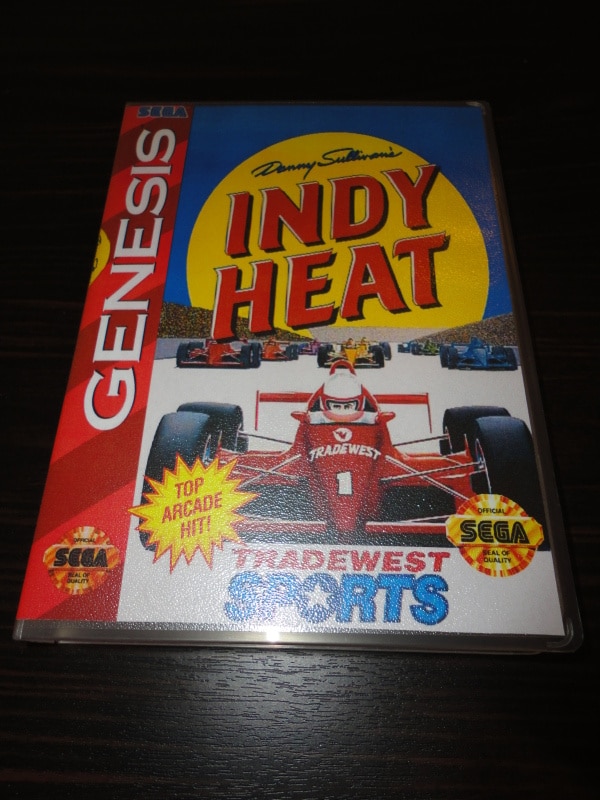 SEGA
GENESIS
Danny Sullivan's
INDY
HEAT
TRADEWEST
1
TOP
ARCADE
HIT!
OFFICIAL
SEGA
SEAL OF
QUALITY
OFFICIAL
SEGA
SEAL OF
QUALITY
TRADEWEST
SPORTS